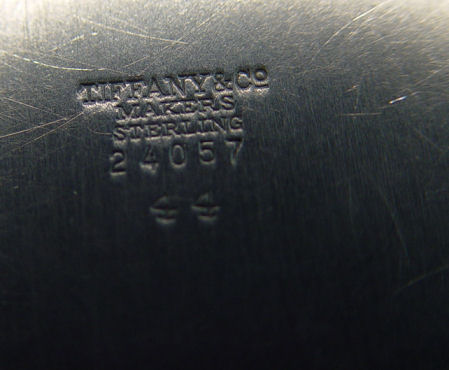 TIFFANY & Co
MAKERS
STERLING
24057